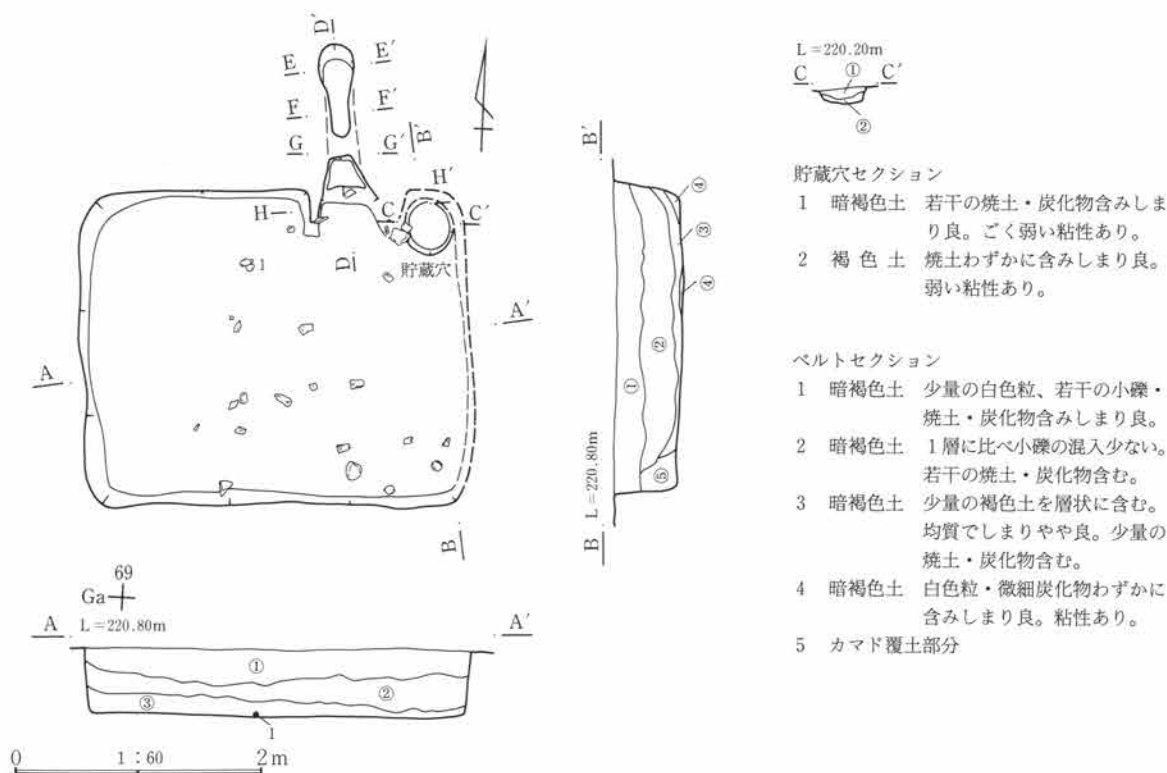 D′
E
E′
F
F′
G
G′
B′
H′
H
C
C′
1
D
貯蔵穴
A′
A
B
69
Ga
A L=220.80m A′
①
②
③
1
0 1:60 2m
B′
④
③
④
②
①
⑤
L=220.80m
B
L=220.20m
C ① C′
②
貯蔵穴セクション
1 暗褐色土 若干の焼土・炭化物含みしま
り良。ごく弱い粘性あり。
2 褐色土 焼土わずかに含みしまり良。
弱い粘性あり。
ベルトセクション
1 暗褐色土 少量の白色粒、若干の小礫・
焼土・炭化物含みしまり良。
2 暗褐色土 1層に比べ小礫の混入少ない。
若干の焼土・炭化物含む。
3 暗褐色土 少量の褐色土を層状に含む。
均質でしまりやや良。少量の
焼土・炭化物含む。
4 暗褐色土 白色粒・微細炭化物わずかに
含みしまり良。粘性あり。
5 カマド覆土部分